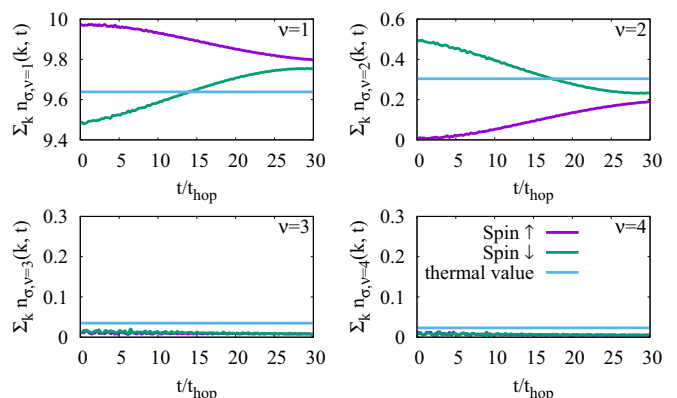 Σk nσ,ν=1(k, t)
10
9.8
9.6
9.4
ν=1
0 5 10 15 20 25 30
t/thop
Σk nσ,ν=2(k, t)
0.6
0.4
0.2
0
ν=2
0 5 10 15 20 25 30
t/thop
Σk nσ,ν=3(k, t)
0.3
0.2
0.1
0
ν=3
0 5 10 15 20 25 30
t/thop
Σk nσ,ν=4(k, t)
0.3
0.2
0.1
0
ν=4
Spin ↑
Spin ↓
thermal value
0 5 10 15 20 25 30
t/thop